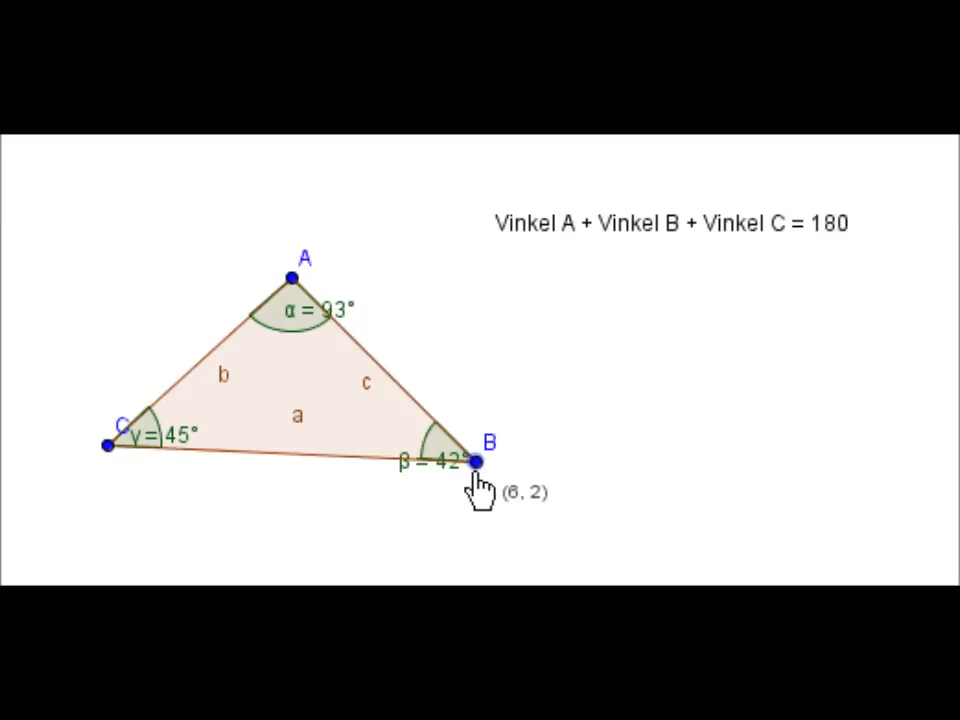 Vinkel A + Vinkel B + Vinkel C = 180
A
α = 93°
b
c
a
C
γ = 45°
B
β = 42°
(6, 2)